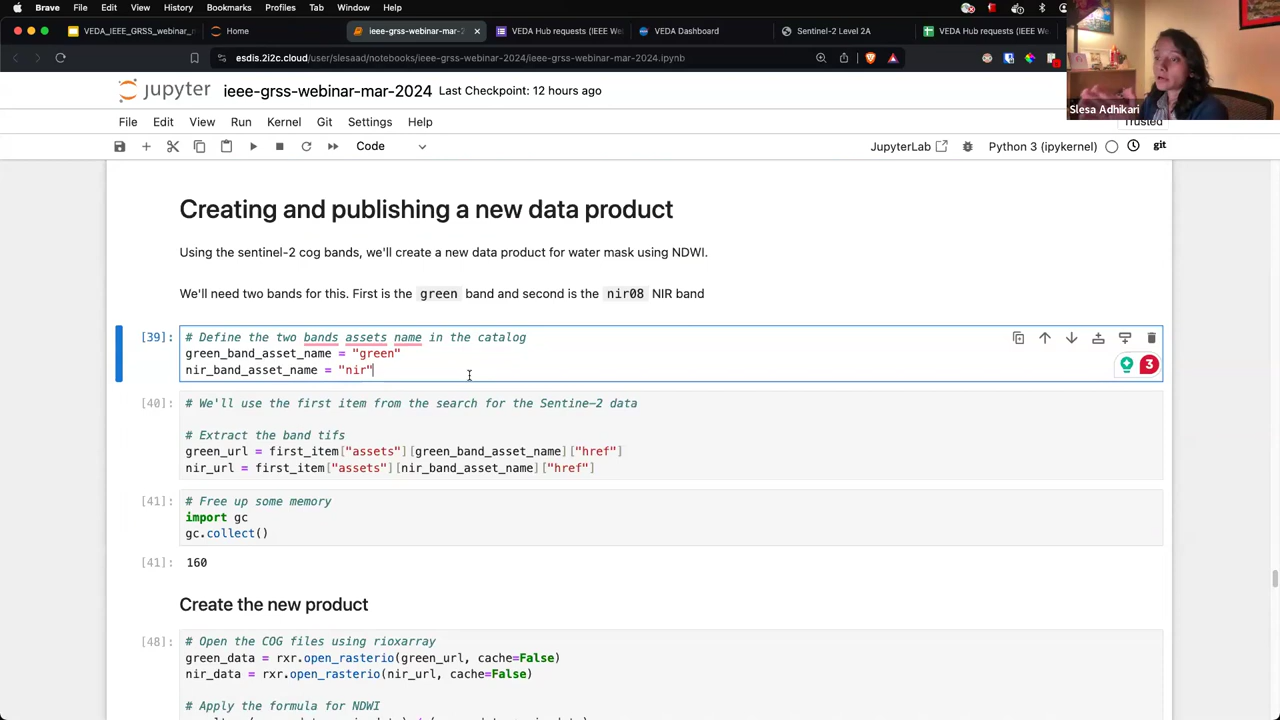 Brave File Edit View History Bookmarks Profiles Tab Window Help
VEDA_IEEE_GRSS_webinar_ Home ieee-grss-webinar-mar-2 VEDA Hub requests (IEEE We VEDA Dashboard Sentinel-2 Level 2A VEDA Hub requests (IEEE W
esdis.2i2c.cloud/user/slesaad/notebooks/ieee-grss-webinar-2024/ieee-grss-webinar-mar-2024.ipynb
jupyter ieee-grss-webinar-mar-2024 Last Checkpoint: 12 hours ago
Slesa Adhikari
File Edit View Run Kernel Git Settings Help
Trusted
Code JupyterLab Python 3 (ipykernel) git
Creating and publishing a new data product
Using the sentinel-2 cog bands, we'll create a new data product for water mask using NDWI.
We'll need two bands for this. First is the green band and second is the nir08 NIR band
[39]: # Define the two bands assets name in the catalog
green_band_asset_name = "green"
nir_band_asset_name = "nir"
3
[40]: # We'll use the first item from the search for the Sentine-2 data
# Extract the band tifs
green_url = first_item["assets"][green_band_asset_name]["href"]
nir_url = first_item["assets"][nir_band_asset_name]["href"]
[41]: # Free up some memory
import gc
gc.collect()
[41]: 160
Create the new product
[48]: # Open the COG files using rioxarray
green_data = rxr.open_rasterio(green_url, cache=False)
nir_data = rxr.open_rasterio(nir_url, cache=False)
# Apply the formula for NDWI